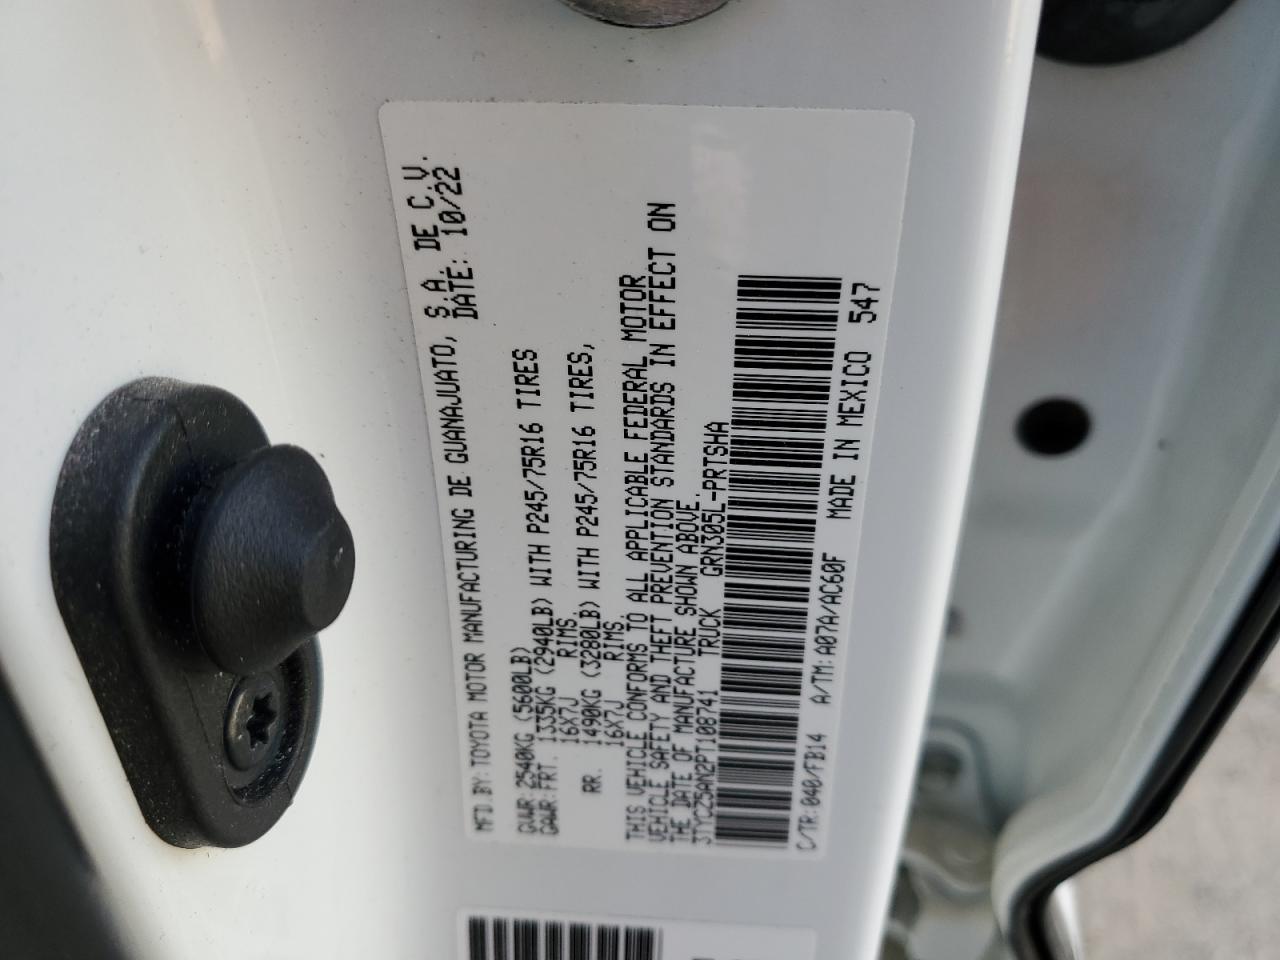 MFD.BY:TOYOTA MOTOR MANUFACTURING DE GUANAJUATO, S.A. DE C.V.
DATE: 10/22
GVWR:2540KG(5600LB)
GAWR:FRT. 1335KG(2940LB) WITH P245/75R16 TIRES
16X7J RIMS.
RR. 1490KG(3280LB) WITH P245/75R16 TIRES,
16X7J RIMS.
THIS VEHICLE CONFORMS TO ALL APPLICABLE FEDERAL MOTOR
VEHICLE SAFETY AND THEFT PREVENTION STANDARDS IN EFFECT ON
THE DATE OF MANUFACTURE SHOWN ABOVE.
3TYCZ5AN2PT108741 TRUCK GRN305L-PRTSHA
C/TR:040/FB14 A/TM:A07A/AC60F MADE IN MEXICO 547